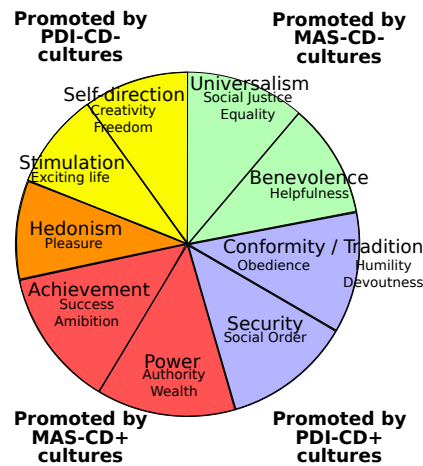 Promoted by
PDI-CD-
cultures
Promoted by
MAS-CD-
cultures
Self-direction
Creativity
Freedom
Universalism
Social Justice
Equality
Stimulation
Exciting life
Benevolence
Helpfulness
Hedonism
Pleasure
Conformity / Tradition
Obedience
Humility
Devoutness
Achievement
Success
Amibition
Security
Social Order
Power
Authority
Wealth
Promoted by
MAS-CD+
cultures
Promoted by
PDI-CD+
cultures